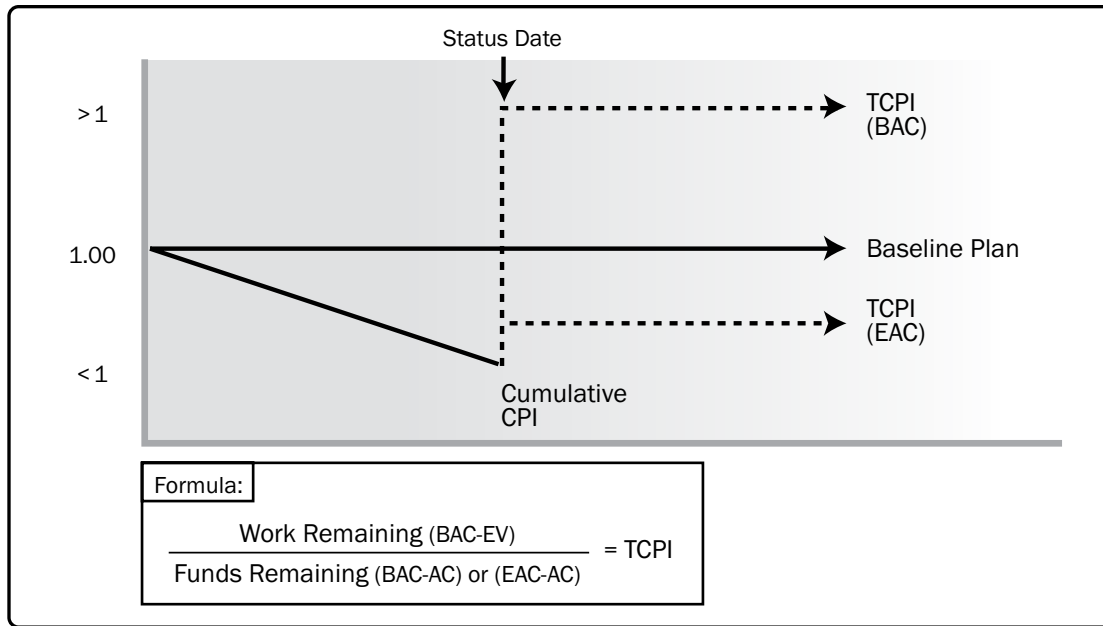 Status Date
> 1
TCPI
(BAC)
1.00
Baseline Plan
TCPI
(EAC)
< 1
Cumulative
CPI
Formula:
Work Remaining (BAC-EV)
= TCPI
Funds Remaining (BAC-AC) or (EAC-AC)